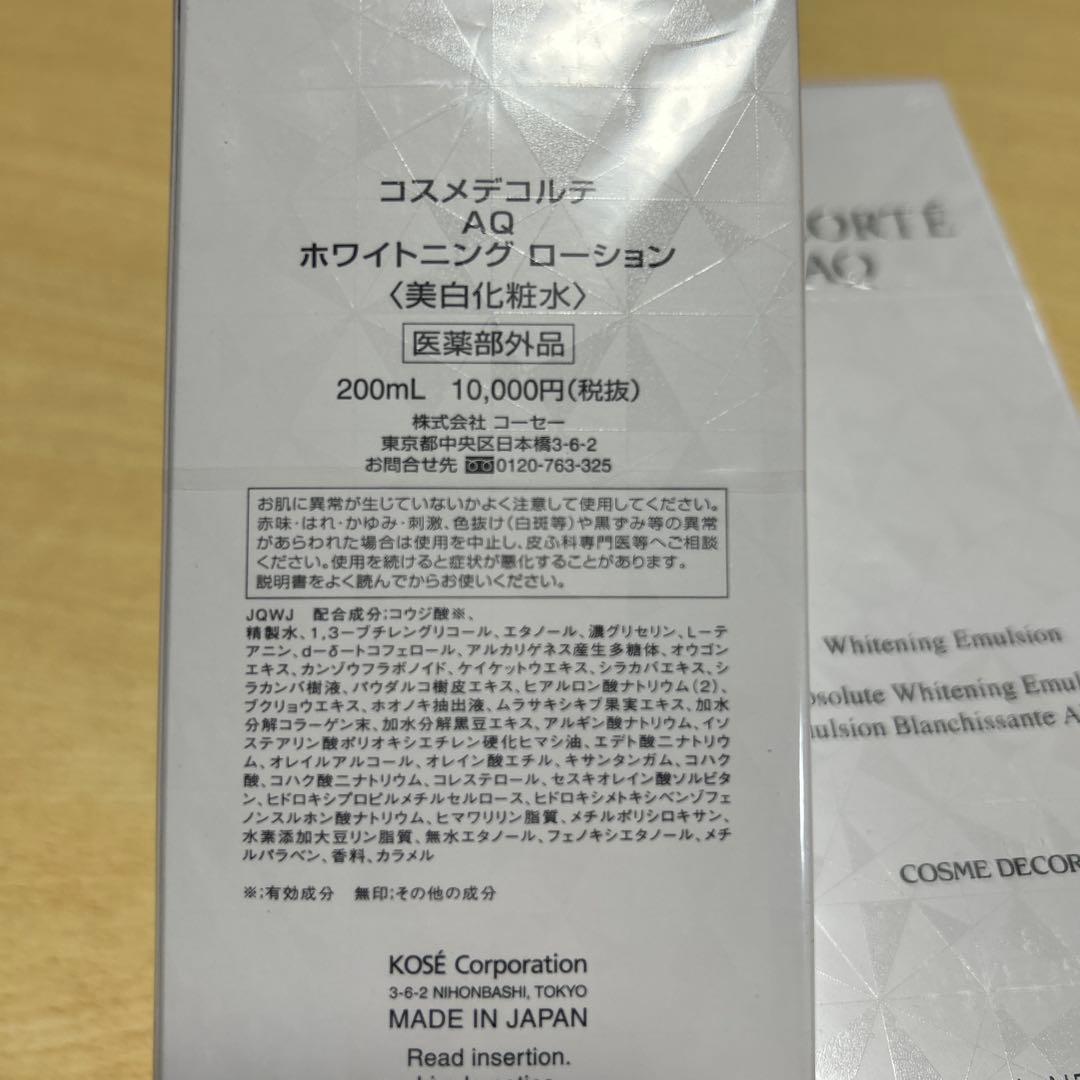 コスメデコルテ
AQ
ホワイトニング ローション
〈美白化粧水〉
医薬部外品
200mL 10,000円(税抜)
株式会社 コーセー
東京都中央区日本橋3-6-2
お問合せ先 0120-763-325
お肌に異常が生じていないかよく注意して使用してください。
赤味・はれ・かゆみ・刺激、色抜け(白斑等)や黒ずみ等の異常
があらわれた場合は使用を中止し、皮ふ科専門医等へご相談
ください。使用を続けると症状が悪化することがあります。
説明書をよく読んでからお使いください。
JQWJ 配合成分;コウジ酸※、
精製水、1,3−ブチレングリコール、エタノール、濃グリセリン、L−テ
アニン、d−δ−トコフェロール、アルカリゲネス産生多糖体、オウゴン
エキス、カンゾウフラボノイド、ケイケットウエキス、シラカバエキス、シ
ラカンバ樹液、パウダルコ樹皮エキス、ヒアルロン酸ナトリウム(2)、
ブクリョウエキス、ホオノキ抽出液、ムラサキシキブ果実エキス、加水
分解コラーゲン末、加水分解黒豆エキス、アルギン酸ナトリウム、イソ
ステアリン酸ポリオキシエチレン硬化ヒマシ油、エデト酸二ナトリウ
ム、オレイルアルコール、オレイン酸エチル、キサンタンガム、コハク
酸、コハク酸二ナトリウム、コレステロール、セスキオレイン酸ソルビタ
ン、ヒドロキシプロピルメチルセルロース、ヒドロキシメトキシベンゾフェ
ノンスルホン酸ナトリウム、ヒマワリリン脂質、メチルポリシロキサン、
水素添加大豆リン脂質、無水エタノール、フェノキシエタノール、メチ
ルパラベン、香料、カラメル
※;有効成分 無印;その他の成分
KOSÉ Corporation
3-6-2 NIHONBASHI, TOKYO
MADE IN JAPAN
Read insertion.
ORTÉ
AQ
Whitening Emulsion
solute Whitening Emul
ulsion Blanchissante A
COSME DECOR